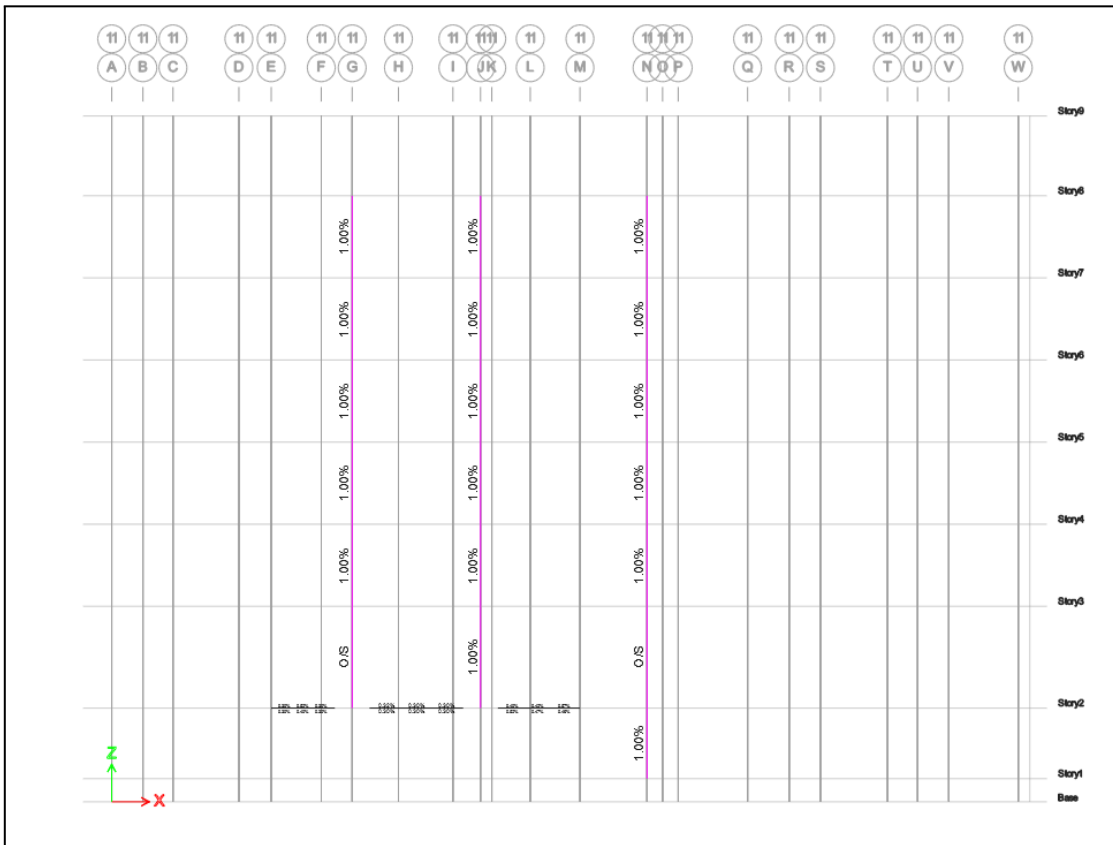 11 11 11 11 11 11 11 11 11 11 11 11 11 11 11 11 11 11 11 11 11 11 11
A B C D E F G H I J K L M N O P Q R S T U V W
Story9
Story8
1.00% 1.00% 1.00%
Story7
1.00% 1.00% 1.00%
Story6
1.00% 1.00% 1.00%
Story5
1.00% 1.00% 1.00%
Story4
1.00% 1.00% 1.00%
Story3
O/S 1.00% O/S
Story2
1.00%
Z
Story1
X
Base